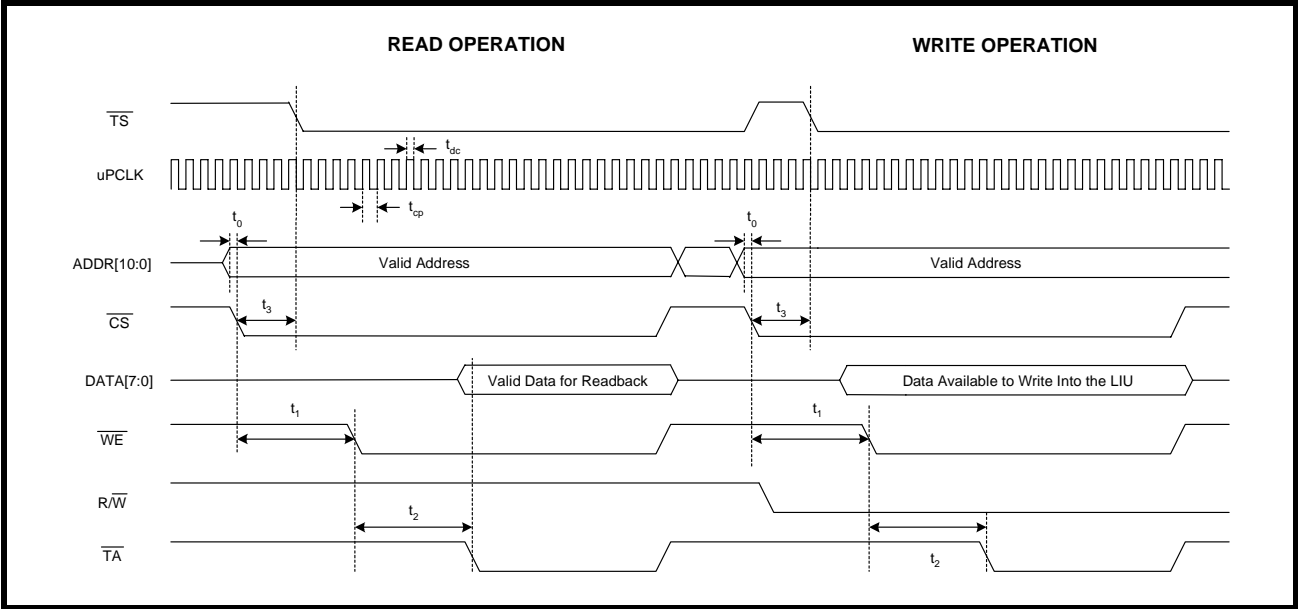 READ OPERATION WRITE OPERATION
TS
t_dc
uPCLK
t_cp
t_0 t_0
ADDR[10:0] Valid Address Valid Address
t_3 t_3
CS
DATA[7:0] Valid Data for Readback Data Available to Write Into the LIU
t_1 t_1
WE
R/W
t_2
TA t_2